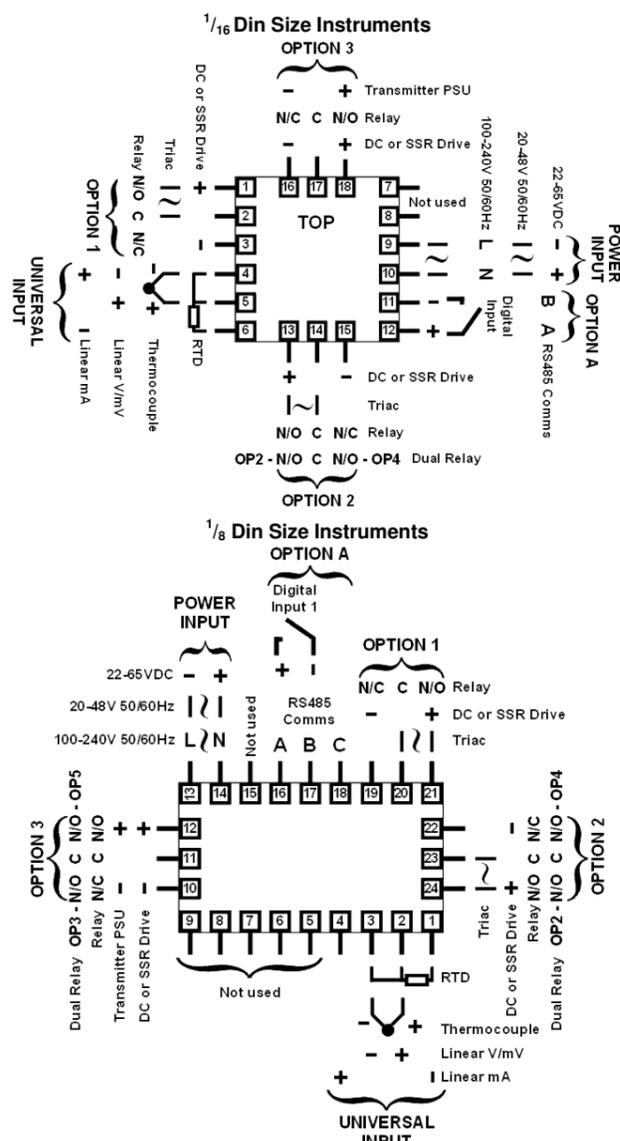 1/16 Din Size Instruments
OPTION 3
- + Transmitter PSU
N/C C N/O Relay
- + DC or SSR Drive
DC or SSR Drive
+
-
Triac
~
Relay N/O C N/C
OPTION 1
UNIVERSAL
INPUT
+ - Linear mA
- + Linear V/mV
- + Thermocouple
RTD
1
2
3
4
5
6
16 17 18
TOP
13 14 15
7
8
9
10
11
12
Not used
100-240V 50/60Hz
L ~ N
20-48V 50/60Hz
~
22-65VDC
- +
POWER
INPUT
- +
Digital
Input
B A RS485 Comms
OPTION A
+ - DC or SSR Drive
~ Triac
N/O C N/C Relay
OP2 - N/O C N/O - OP4 Dual Relay
OPTION 2
1/8 Din Size Instruments
OPTION A
Digital
Input 1
+ -
POWER
INPUT
22-65VDC - +
20-48V 50/60Hz ~
100-240V 50/60Hz L ~ N
Not used
RS485
Comms
A B C
OPTION 1
N/C C N/O Relay
- + DC or SSR Drive
~ Triac
13 14 15 16 17 18 19 20 21
12
11
10
22
23
24
9 8 7 6 5 4 3 2 1
OPTION 3
Dual Relay OP3 - N/O C N/O - OP5
Relay N/C C N/O
Transmitter PSU - +
DC or SSR Drive - +
Triac
~
DC or SSR Drive + -
Relay N/O C N/C
Dual Relay OP2 - N/O C N/O - OP4
OPTION 2
Not used
RTD
- + Thermocouple
- + Linear V/mV
+ - Linear mA
UNIVERSAL
INPUT